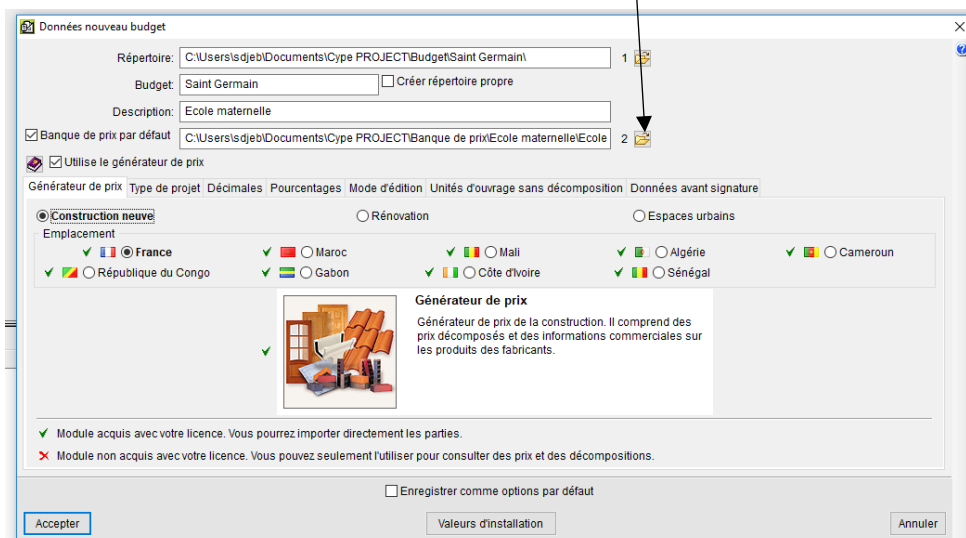 Données nouveau budget
Répertoire: C:\Users\sdjeb\Documents\Cype PROJECT\Budget\Saint Germain\ 1
Budget: Saint Germain Créer répertoire propre
Description: Ecole maternelle
Banque de prix par défaut C:\Users\sdjeb\Documents\Cype PROJECT\Banque de prix\Ecole maternelle\Ecole 2
Utilise le générateur de prix
Générateur de prix Type de projet Décimales Pourcentages Mode d'édition Unités d'ouvrage sans décomposition Données avant signature
Construction neuve Rénovation Espaces urbains
Emplacement
France Maroc Mali Algérie Cameroun
République du Congo Gabon Côte d'Ivoire Sénégal
Générateur de prix
Générateur de prix de la construction. Il comprend des
prix décomposés et des informations commerciales sur
les produits des fabricants.
Module acquis avec votre licence. Vous pourrez importer directement les parties.
Module non acquis avec votre licence. Vous pouvez seulement l'utiliser pour consulter des prix et des décompositions.
Enregistrer comme options par défaut
Accepter Valeurs d'installation Annuler